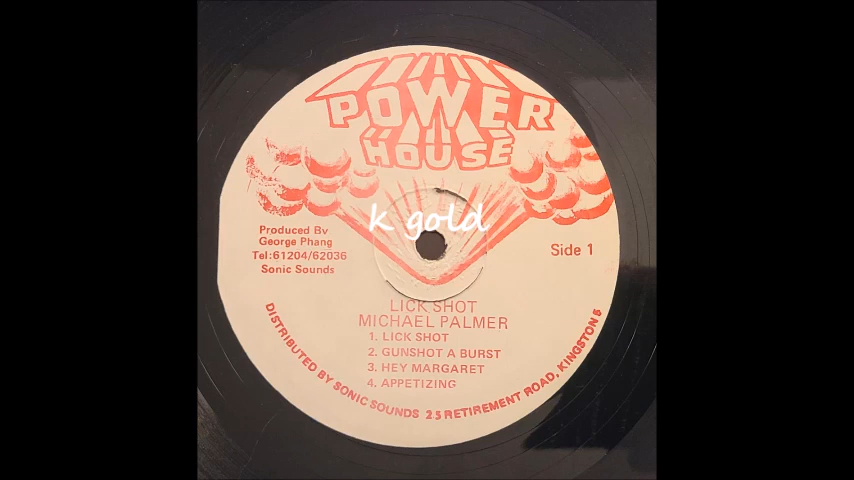 POWER
HOUSE
k gold
Produced By
George Phang
Tel:61204/62036
Sonic Sounds
Side 1
LICK SHOT
MICHAEL PALMER
1. LICK SHOT
2. GUNSHOT A BURST
3. HEY MARGARET
4. APPETIZING
DISTRIBUTED BY SONIC SOUNDS 25 RETIREMENT ROAD, KINGSTON 5